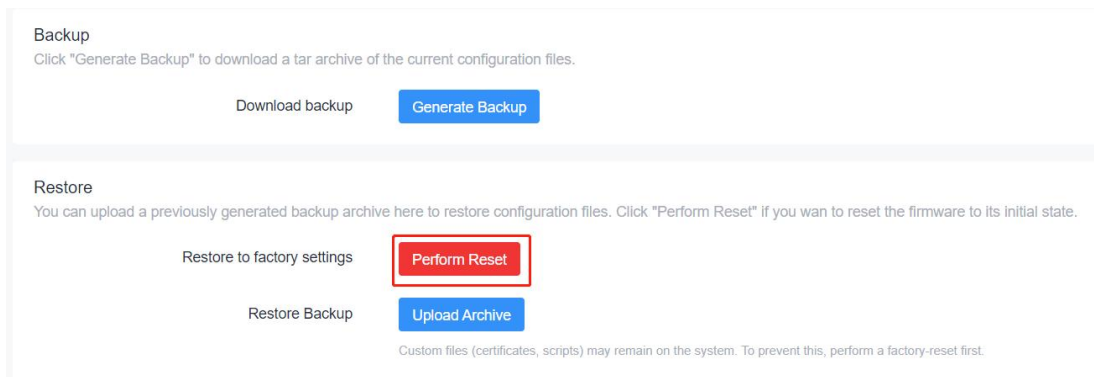 Backup
Click "Generate Backup" to download a tar archive of the current configuration files.
Download backup Generate Backup
Restore
You can upload a previously generated backup archive here to restore configuration files. Click "Perform Reset" if you wan to reset the firmware to its initial state.
Restore to factory settings Perform Reset
Restore Backup Upload Archive
Custom files (certificates, scripts) may remain on the system. To prevent this, perform a factory-reset first.